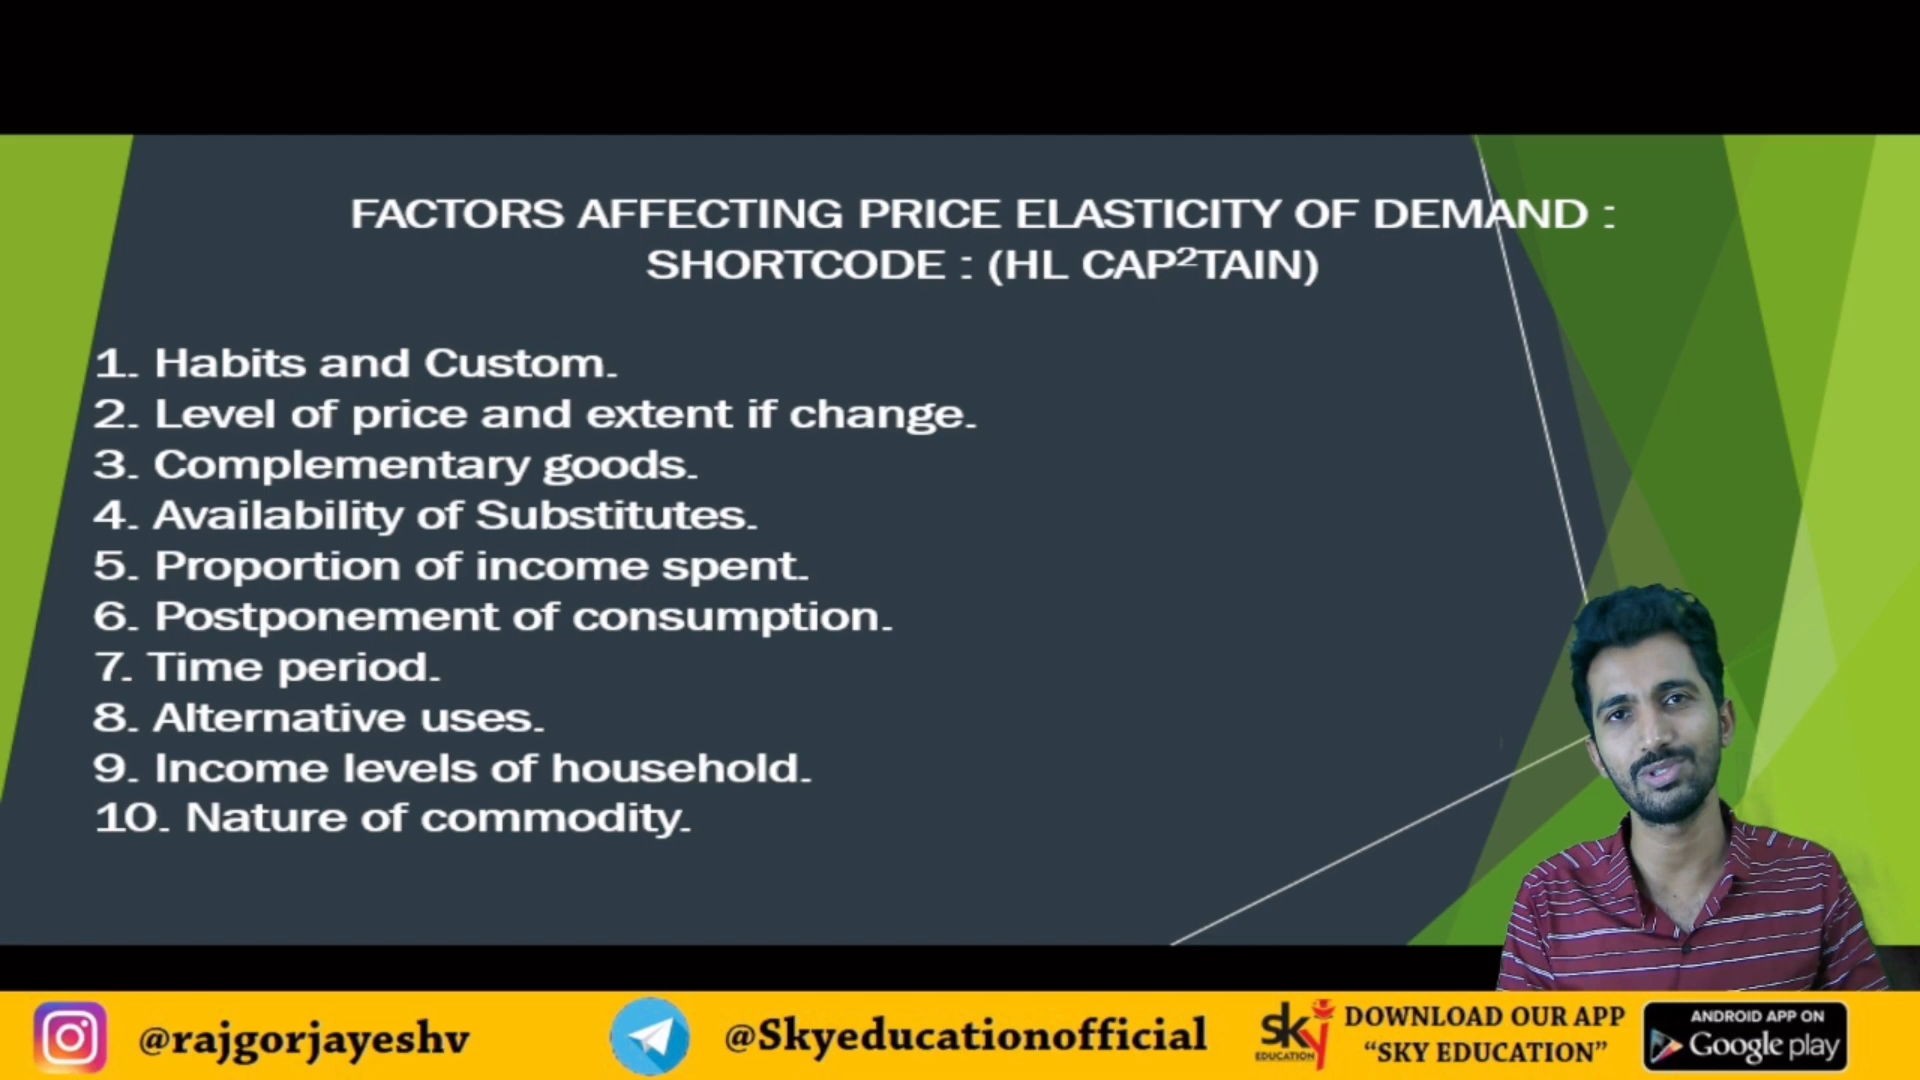 FACTORS AFFECTING PRICE ELASTICITY OF DEMAND :
SHORTCODE : (HL CAP²TAIN)
1. Habits and Custom.
2. Level of price and extent if change.
3. Complementary goods.
4. Availability of Substitutes.
5. Proportion of income spent.
6. Postponement of consumption.
7. Time period.
8. Alternative uses.
9. Income levels of household.
10. Nature of commodity.
@rajgorjayeshv
@Skyeducationofficial
sky
EDUCATION
DOWNLOAD OUR APP
“SKY EDUCATION”
ANDROID APP ON
Google play